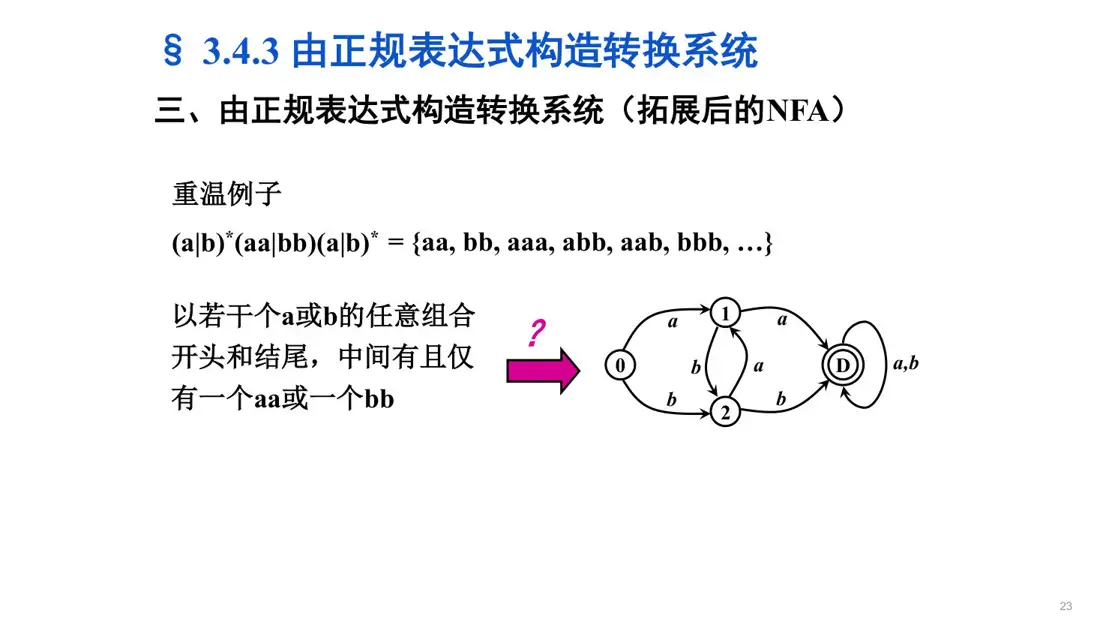 § 3.4.3 由正规表达式构造转换系统
三、由正规表达式构造转换系统（拓展后的NFA）
重温例子
(a|b)*(aa|bb)(a|b)* = {aa, bb, aaa, abb, aab, bbb, …}
以若干个a或b的任意组合
开头和结尾，中间有且仅
有一个aa或一个bb
?
0
a
b
1
2
b
a
a
b
D
a,b
23